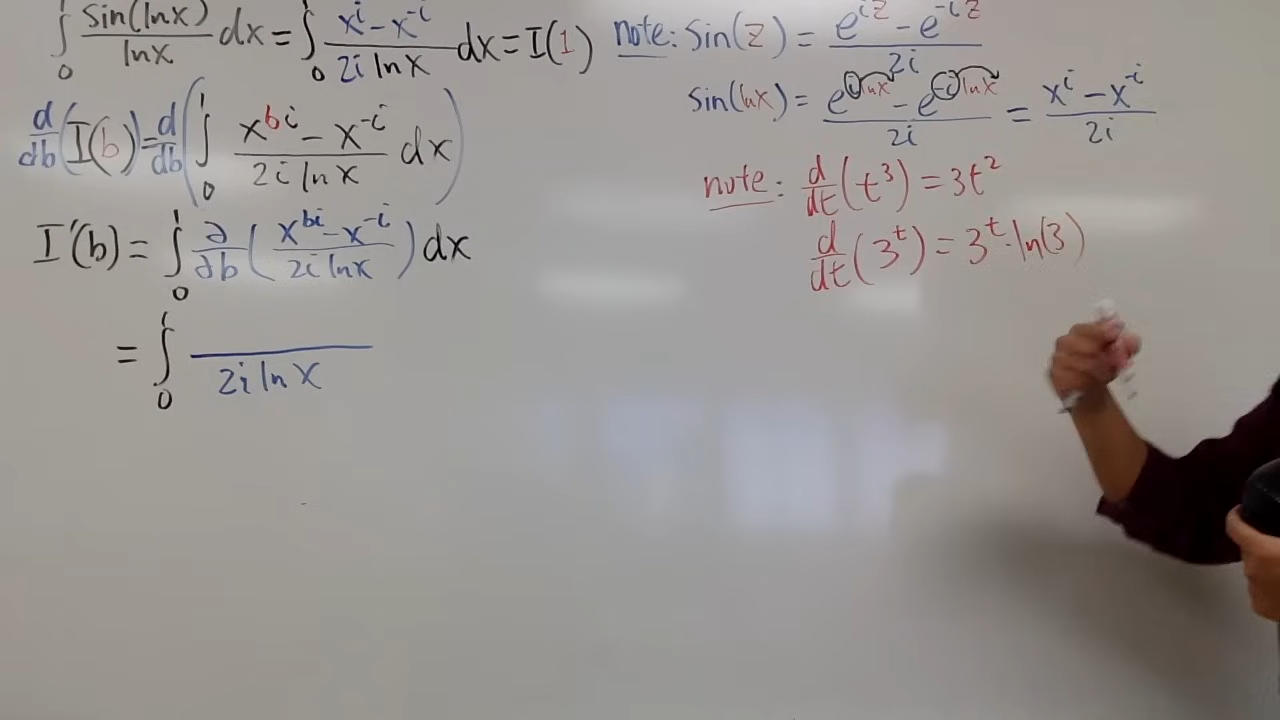 ∫₀¹ sin(lnx)/lnx dx = ∫₀¹ (xⁱ − x⁻ⁱ)/(2i lnx) dx = I(1)
note: Sin(z) = (e^{iz} − e^{−iz})/2i
sin(lnx) = (e^{i lnx} − e^{−i lnx})/2i = (xⁱ − x⁻ⁱ)/2i
d/db (I(b)) = d/db (∫₀¹ (x^{bi} − x^{−i})/(2i lnx) dx)
note: d/dt (t³) = 3t²
d/dt (3^t) = 3^t · ln(3)
I'(b) = ∫₀¹ ∂/∂b ((x^{bi} − x^{−i})/(2i lnx)) dx
= ∫₀¹ /(2i ln x)